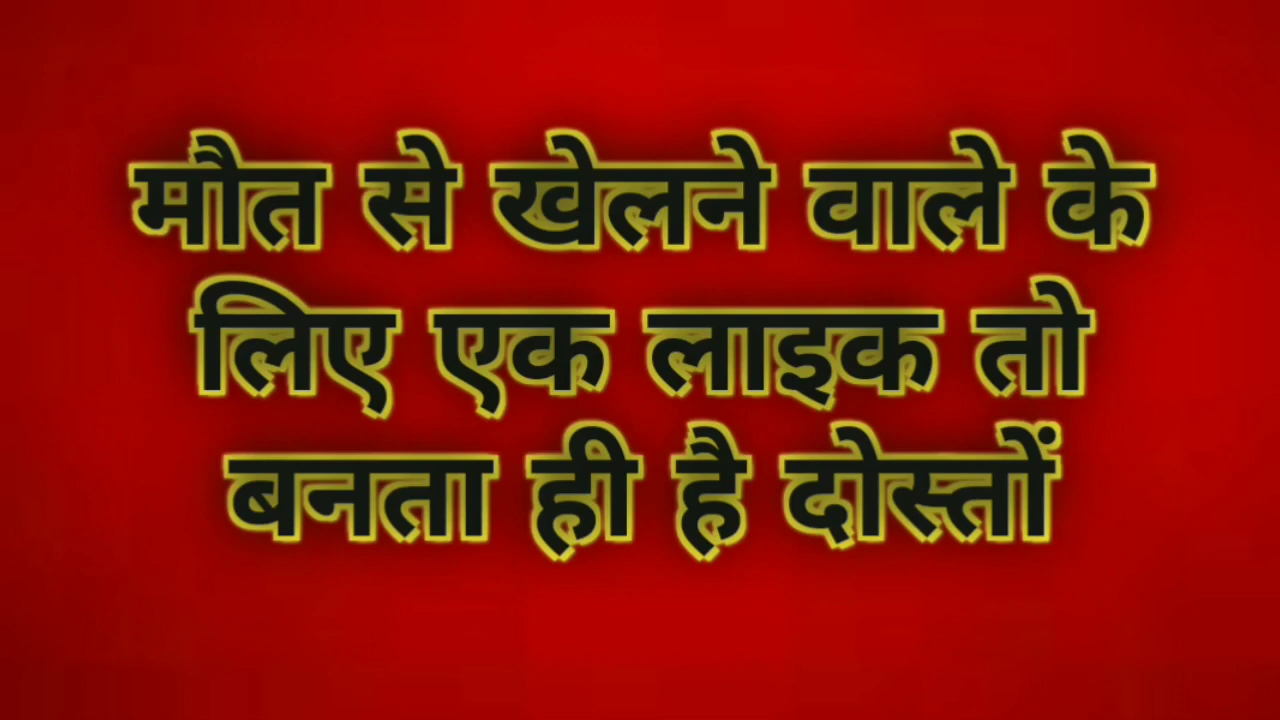 मौत से खेलने वाले के
लिए एक लाइक तो
बनता ही है दोस्तों